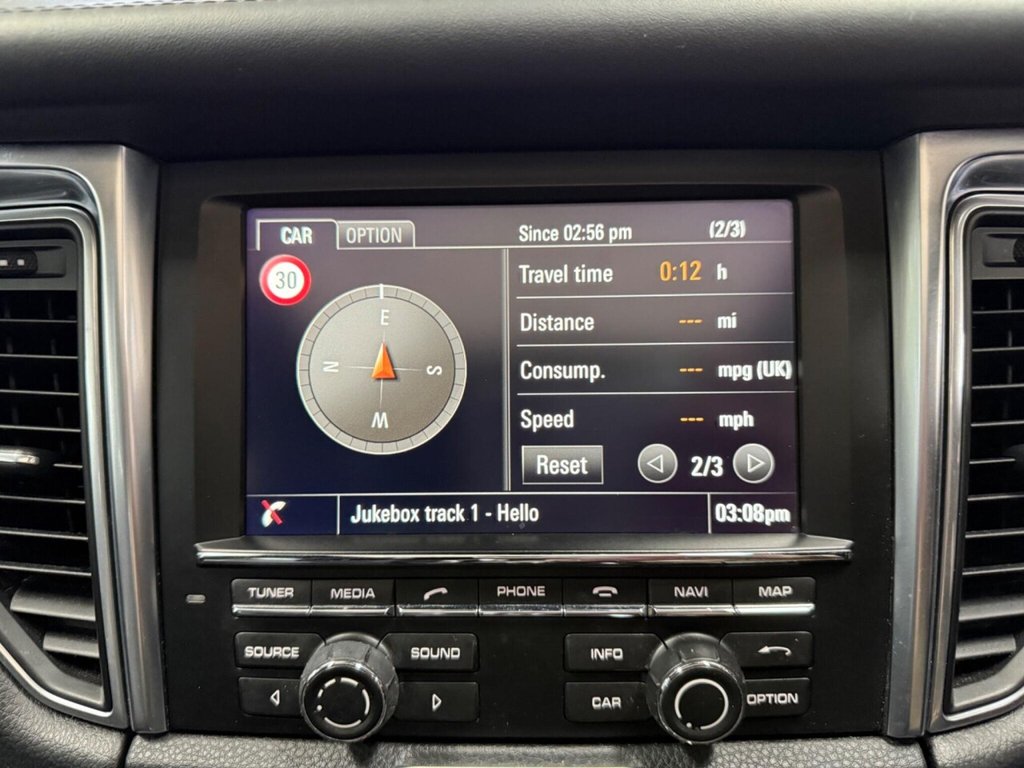 CAR OPTION Since 02:56 pm (2/3)
30
Travel time 0:12 h
E
N S
W
Distance --- mi
Consump. --- mpg (UK)
Speed --- mph
Reset 2/3
Jukebox track 1 - Hello 03:08pm
TUNER MEDIA PHONE NAVI MAP
SOURCE SOUND INFO
CAR OPTION